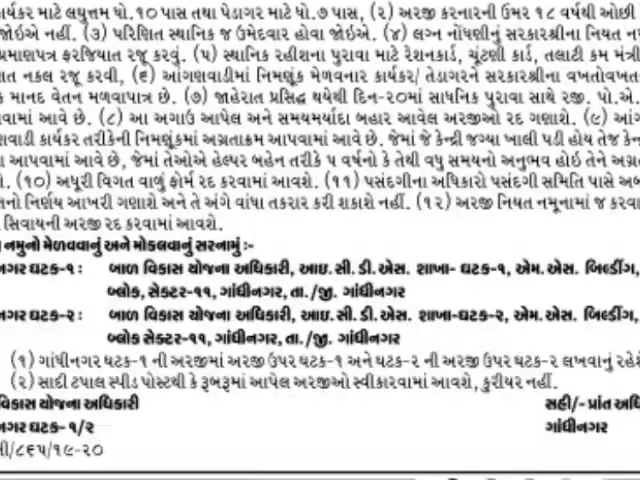 ર્યકર માટે લઘુત્તમ ધો.૧૦ પાસ તથા પેડાગર માટે ધો.૭ પાસ, (૨) અરજી કરનારની ઉંમર ૧૮ વર્ષથી ઓછી
જોઈએ નહીં. (૩) પરિણિત સ્થાનિક જ ઉમેદવાર હોવા જોઈએ. (૪) લગ્ન નોંધણીનું સરકારશ્રીના નિયત
પ્રમાણપત્ર ફરજિયાત રજૂ કરવું. (૫) સ્થાનિક રહીશના પુરાવા માટે રેશનકાર્ડ, ચૂંટણી કાર્ડ, તલાટી કમ મંત્રી
ત નકલ રજૂ કરવી, (૬) આંગણવાડીમાં નિમણૂંક મેળવનાર કાર્યકર/ તેડાગરને સરકારશ્રીના વખતોવખત
માનદ વેતન મળવાપાત્ર છે. (૭) જાહેરાત પ્રસિદ્ધ થયેથી દિન-૨૦માં સાધનિક પુરાવા સાથે રજી. પો.એ.
વામાં આવે છે. (૮) આ અગાઉ આપેલ અને સમયમર્યાદા બહાર આવેલ અરજીઓ રદ ગણાશે. (૯)
ણવાડી કાર્યકર તરીકેની નિમણૂંકમાં અગ્રતાક્રમ આપવામાં આવે છે. જેમાં જે કેન્દ્રી જગ્યા ખાલી પડી હોય તેજ કેન
આપવામાં આવે છે, જેમાં તેઓએ હેલ્પર બહેન તરીકે ૫ વર્ષનો કે તેથી વધુ સમયનો અનુભવ હોઇ તેને અગ્ર
(૧૦) અધૂરી વિગત વાળું ફોર્મ રદ કરવામાં આવશે. (૧૧) પસંદગીના અધિકારો પસંદગી સમિતિ પાસે અબ
નો નિર્ણય આખરી ગણાશે અને તે અંગે વાંધા તકરાર કરી શકાશે નહીં. (૧૨) અરજી નિયત નમૂનામાં જ કરવા
સિવાયની અરજી રદ કરવામાં આવશે.
નમુનો મેળવવાનું અને મોકલવાનું સરનામું :-
નગર ઘટક-૧ : બાળ વિકાસ યોજના અધિકારી, આઇ.સી.ડી.એસ. શાખા- ઘટક-૧, એમ.એસ. બિલ્ડીંગ,
બ્લોક, સેક્ટર-૧૧, ગાંધીનગર, તા./જી. ગાંધીનગર
નગર ઘટક-૨ : બાળ વિકાસ યોજના અધિકારી, આઇ.સી.ડી.એસ. શાખા-ઘટક-૨, એમ.એસ. બિલ્ડીંગ,
બ્લોક સેક્ટર-૧૧, ગાંધીનગર, તા./જી. ગાંધીનગર
(૧) ગાંધીનગર ઘટક-૧ ની અરજીમાં અરજી ઉપર ઘટક-૧ અને ઘટક-૨ ની અરજી ઉપર ઘટક-૨ લખવાનું રહેશે
(૨) સાદી ટપાલ સ્પીડ પોસ્ટથી કે રૂબરૂમાં આપેલ અરજીઓ સ્વીકારવામાં આવશે, કુરીયર નહીં.
વિકાસ યોજના અધિકારી સહી/- પ્રાંત અધિ
નગર ઘટક- ૧/૨ ગાંધીનગર
ી/૮૬૫/૧૯-૨૦